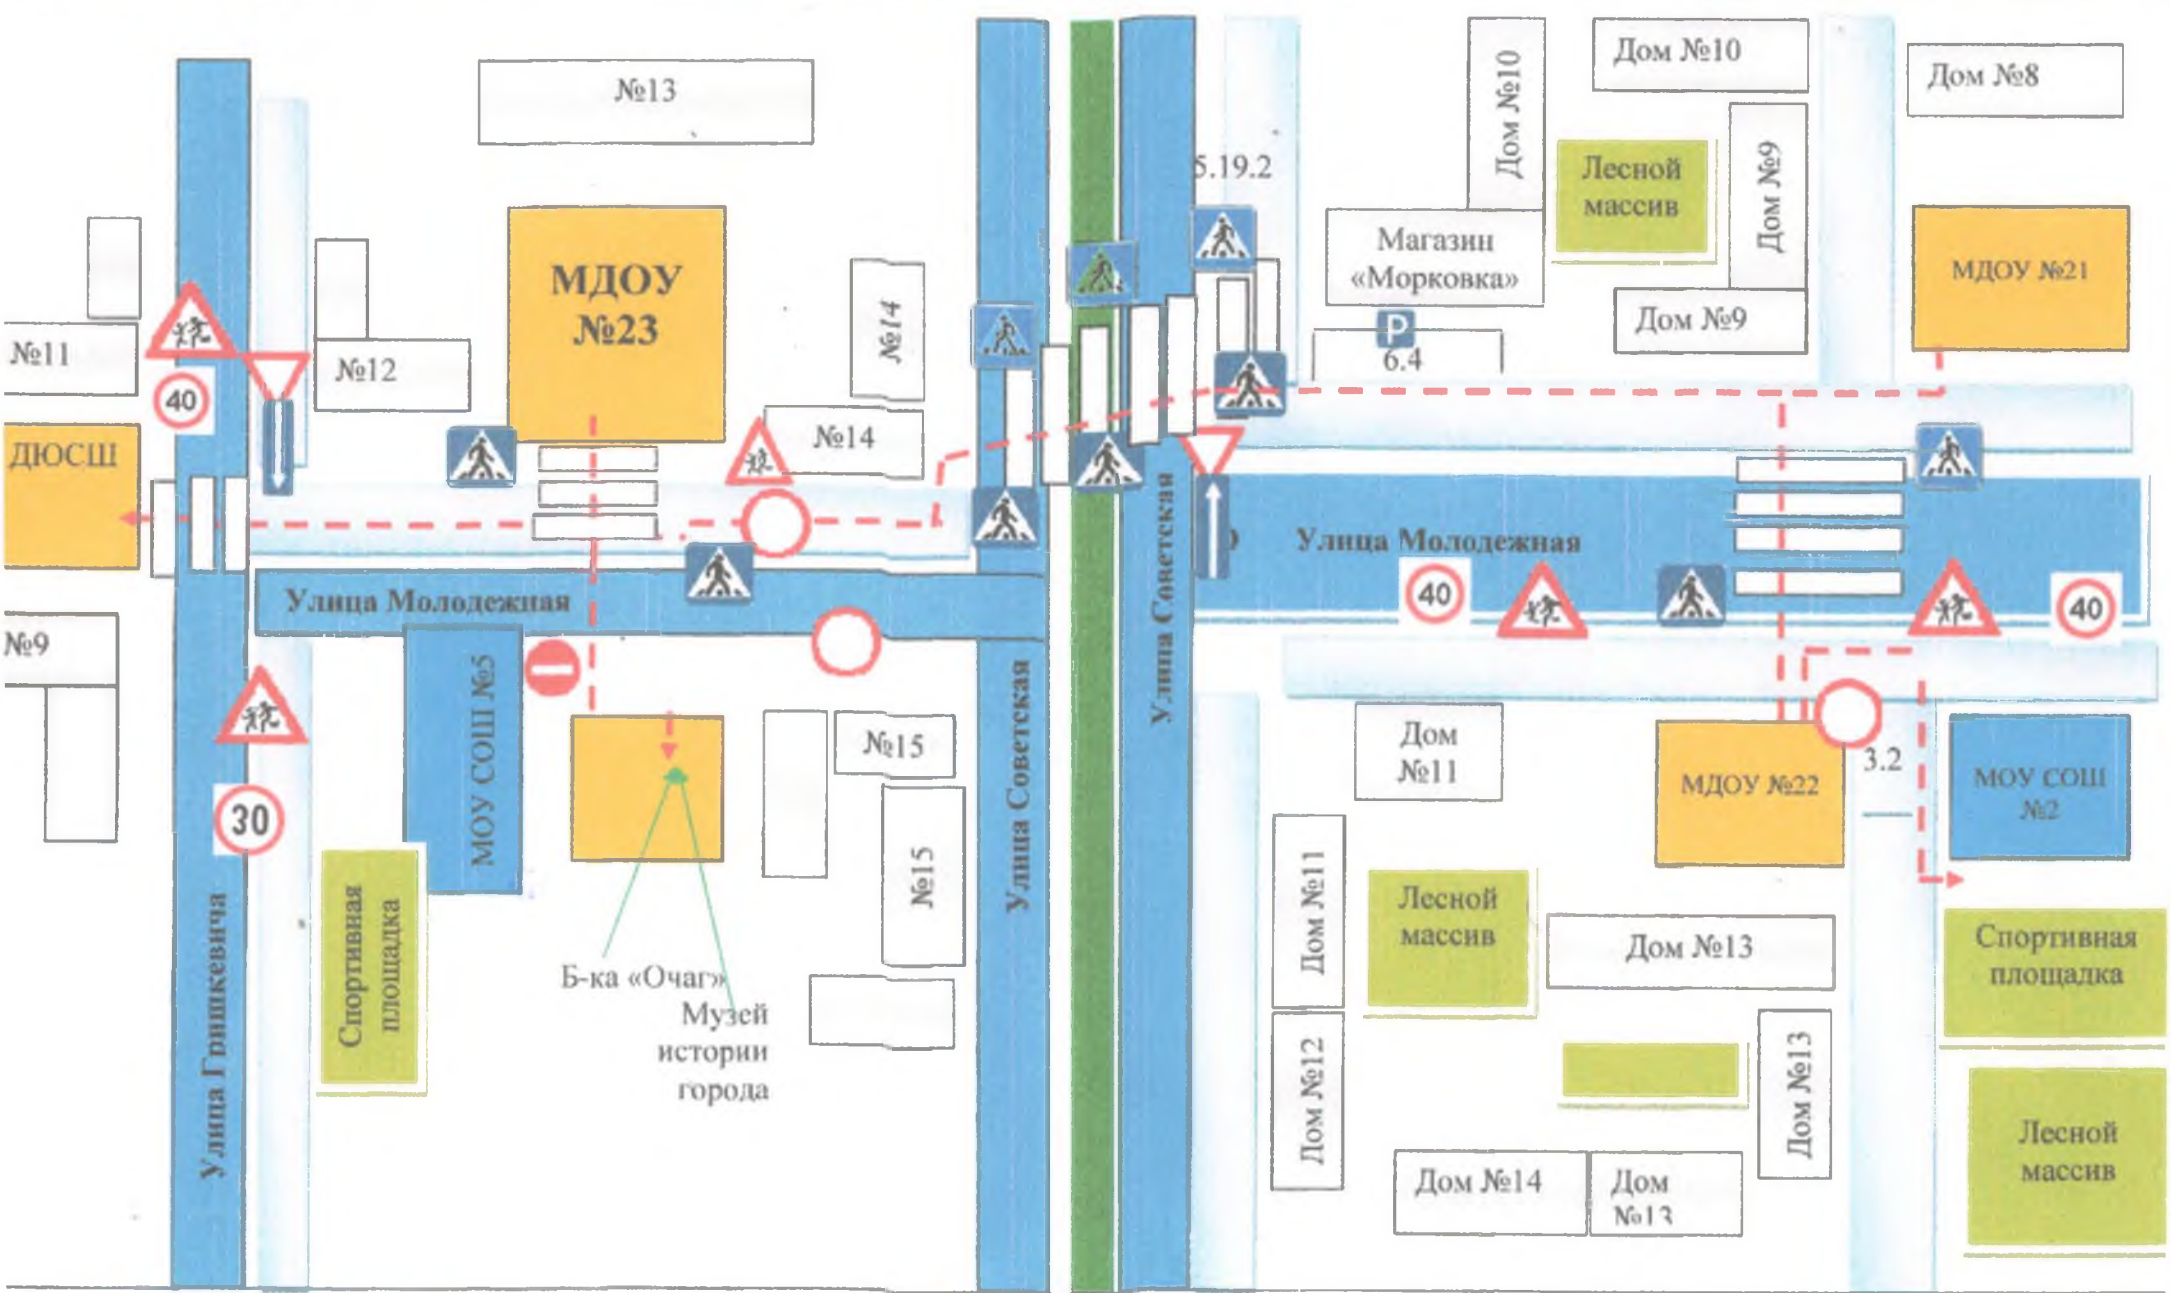 №13
Дом №10
Дом №10
Дом №8
5.19.2
Лесной
массив
Дом №9
МДОУ
№23
Магазин
«Морковка»
МДОУ №21
№14
№11
№12
Дом №9
P
6.4
40
ДЮСШ
№14
Улица Советская
Улица Молодежная
Улица Молодежная
40
40
№9
МОУ СОШ №5
Улица Советская
№15
Дом
№11
3.2
МДОУ №22
МОУ СОШ
№2
30
№15
Спортивная
площадка
Улица Гришкевича
Б-ка «Очаг»
Музей
истории
города
Дом №11
Лесной
массив
Дом №13
Спортивная
площадка
Дом №12
Дом №13
Дом №14
Дом
№13
Лесной
массив